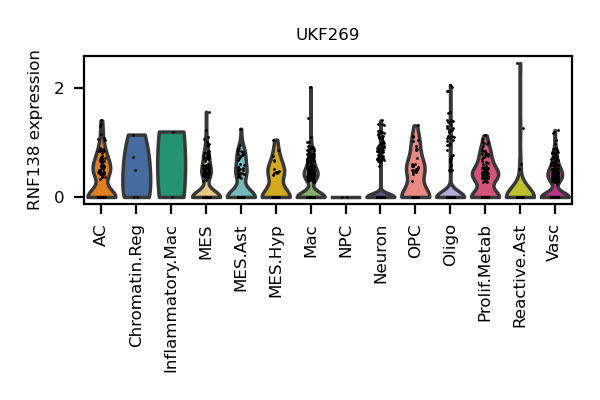 UKF269
RNF138 expression
2
0
AC
Chromatin.Reg
Inflammatory.Mac
MES
MES.Ast
MES.Hyp
Mac
NPC
Neuron
OPC
Oligo
Prolif.Metab
Reactive.Ast
Vasc